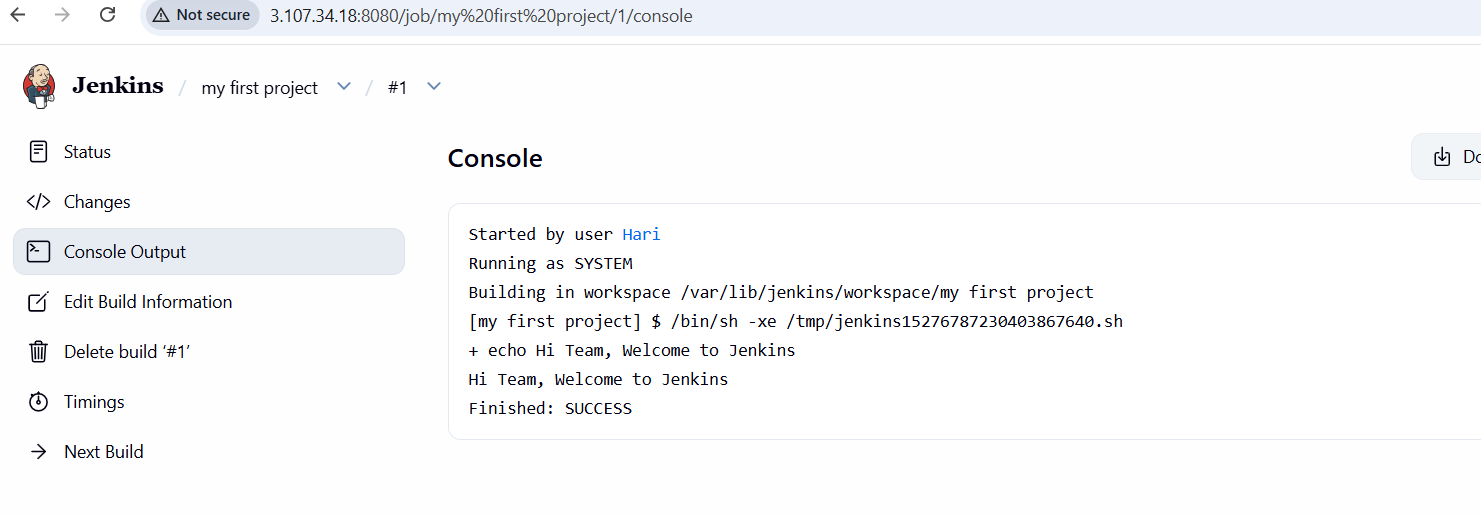 Not secure 3.107.34.18:8080/job/my%20first%20project/1/console
Jenkins / my first project / #1
Status
Changes
Console Output
Edit Build Information
Delete build ‘#1’
Timings
Next Build
Console
Started by user Hari
Running as SYSTEM
Building in workspace /var/lib/jenkins/workspace/my first project
[my first project] $ /bin/sh -xe /tmp/jenkins15276787230403867640.sh
+ echo Hi Team, Welcome to Jenkins
Hi Team, Welcome to Jenkins
Finished: SUCCESS